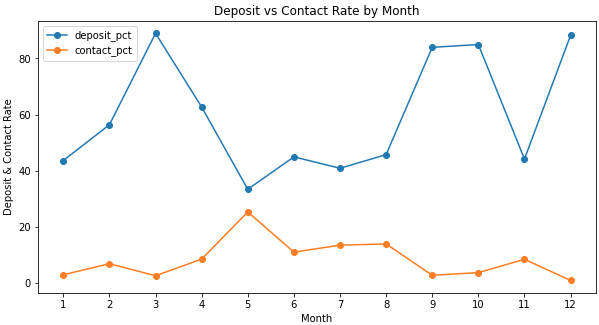 Deposit vs Contact Rate by Month
deposit_pct
contact_pct
Deposit & Contact Rate
80
60
40
20
0
1 2 3 4 5 6 7 8 9 10 11 12
Month